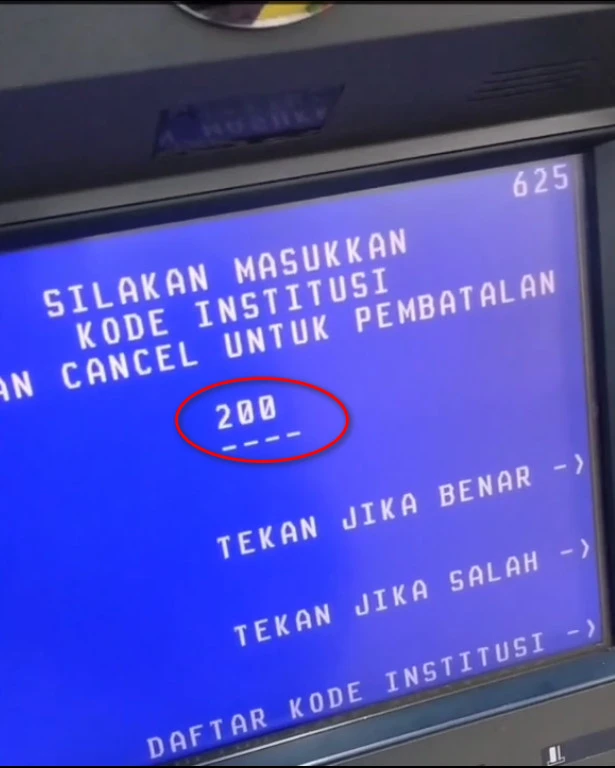 625
SILAKAN MASUKKAN
KODE INSTITUSI
AN CANCEL UNTUK PEMBATALAN
200
----
TEKAN JIKA BENAR ->
TEKAN JIKA SALAH ->
DAFTAR KODE INSTITUSI ->